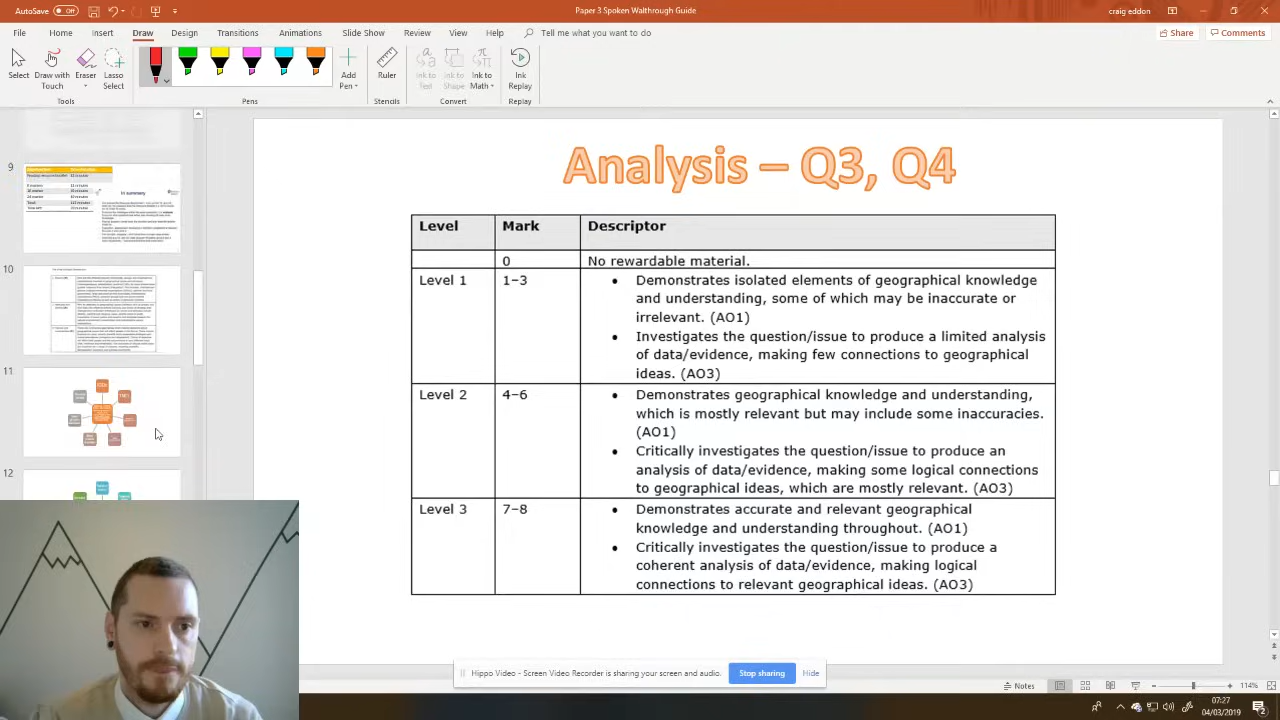 AutoSave Off
Paper 3 Spoken Walthrough Guide
craig eddon
File Home Insert Draw Design Transitions Animations Slide Show Review View Help Tell me what you want to do Share Comments
Select Draw with Touch Eraser Lasso Select Add Pen Ruler Ink to Text Ink to Shape Ink to Math Ink Replay
Tools Pens Stencils Convert Replay
Analysis – Q3, Q4
Level Mark Descriptor
0 No rewardable material.
Level 1 1–3 • Demonstrates isolated elements of geographical knowledge
and understanding, some of which may be inaccurate or
irrelevant. (AO1)
• Investigates the question/issue to produce a limited analysis
of data/evidence, making few connections to geographical
ideas. (AO3)
Level 2 4–6 • Demonstrates geographical knowledge and understanding,
which is mostly relevant but may include some inaccuracies.
(AO1)
• Critically investigates the question/issue to produce an
analysis of data/evidence, making some logical connections
to geographical ideas, which are mostly relevant. (AO3)
Level 3 7–8 • Demonstrates accurate and relevant geographical
knowledge and understanding throughout. (AO1)
• Critically investigates the question/issue to produce a
coherent analysis of data/evidence, making logical
connections to relevant geographical ideas. (AO3)
9
In summary
10
11
12
Hippo Video - Screen Video Recorder is sharing your screen and audio. Stop sharing Hide
Notes 114%
07:27
04/03/2019